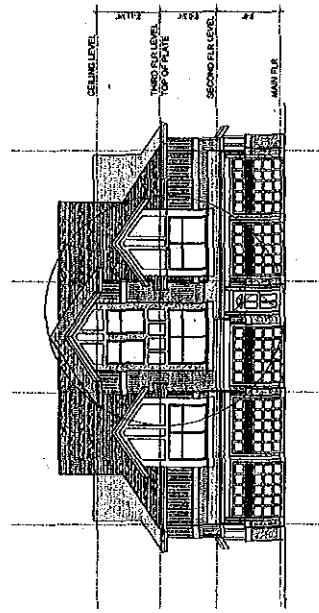 CEILING LEVEL
THIRD FLR LEVEL
TOP OF PLATE
SECOND FLR LEVEL
MAIN FLR